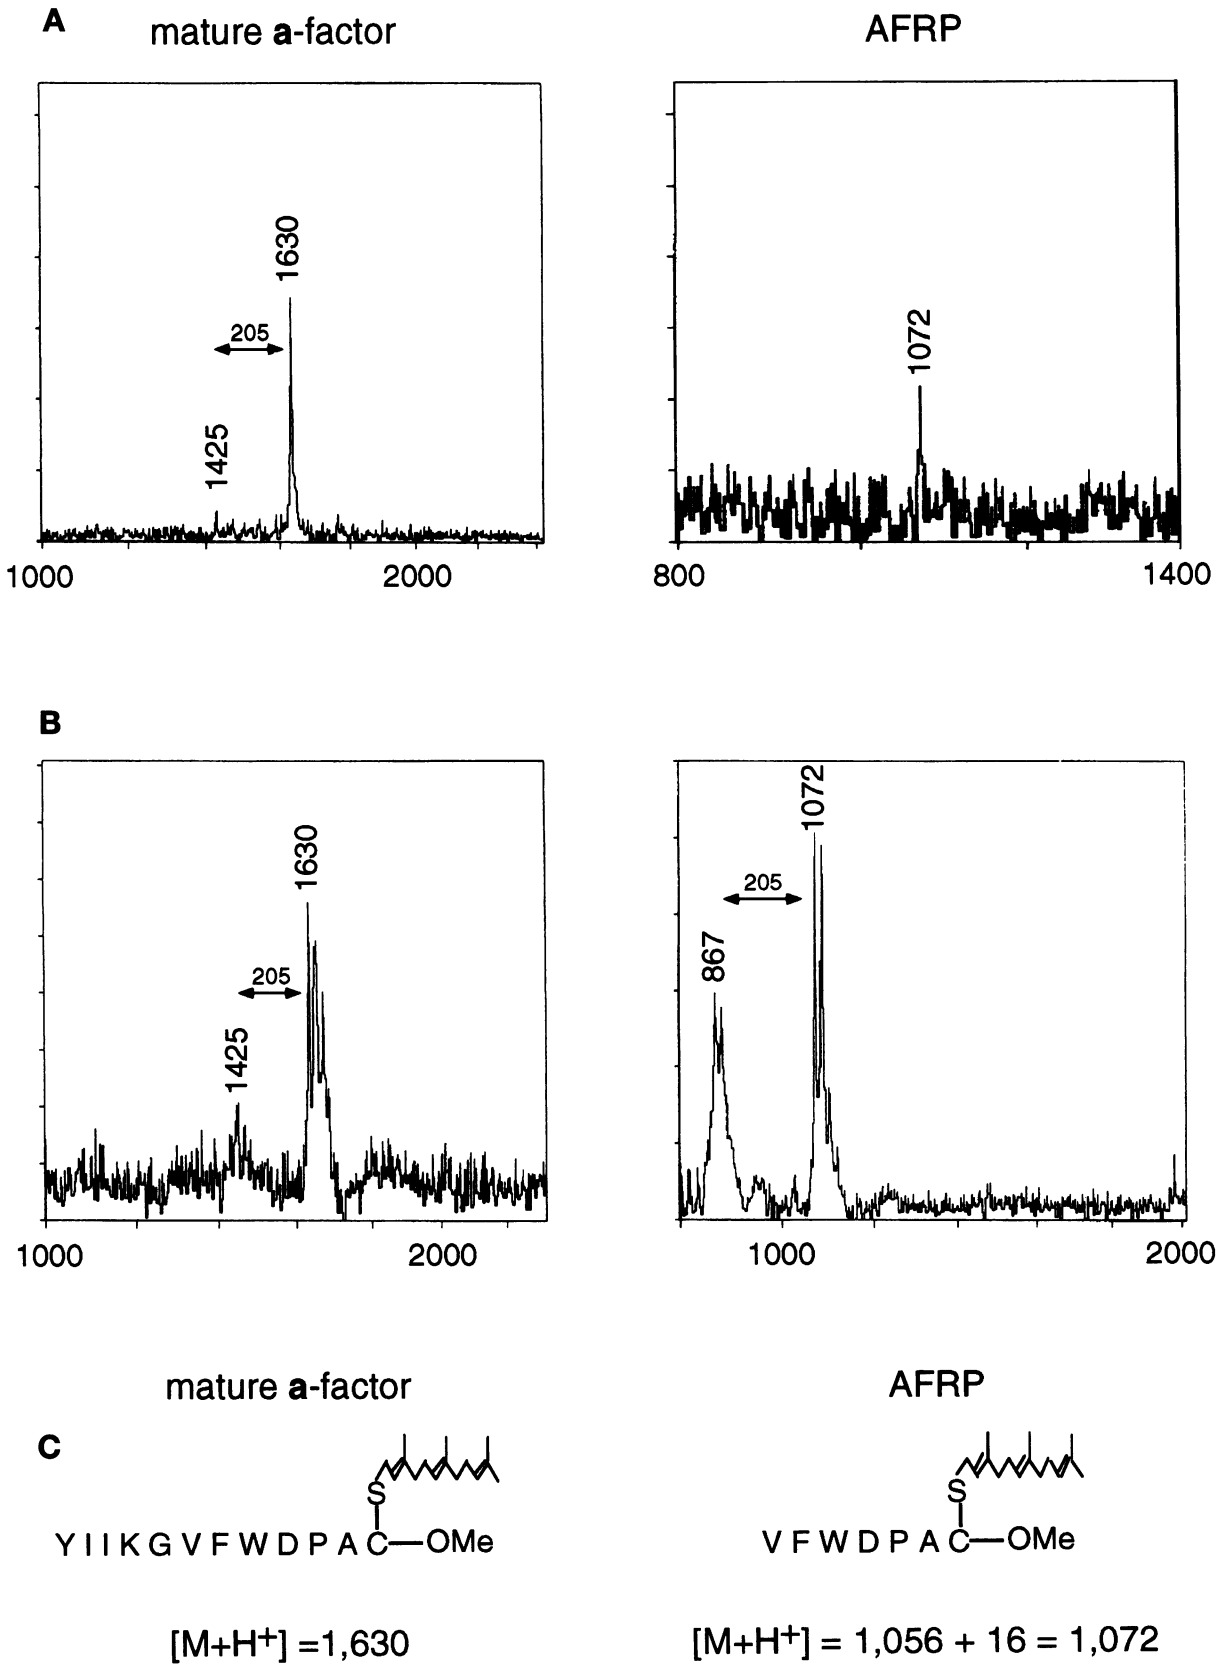 A
mature a-factor
AFRP
1630
205
1425
1000
2000
1072
800
1400
B
1630
205
1425
1000
2000
1072
205
867
1000
2000
mature a-factor
AFRP
C
S
Y I I K G V F W D P A C—OMe
S
V F W D P A C—OMe
[M+H+] =1,630
[M+H+] = 1,056 + 16 = 1,072